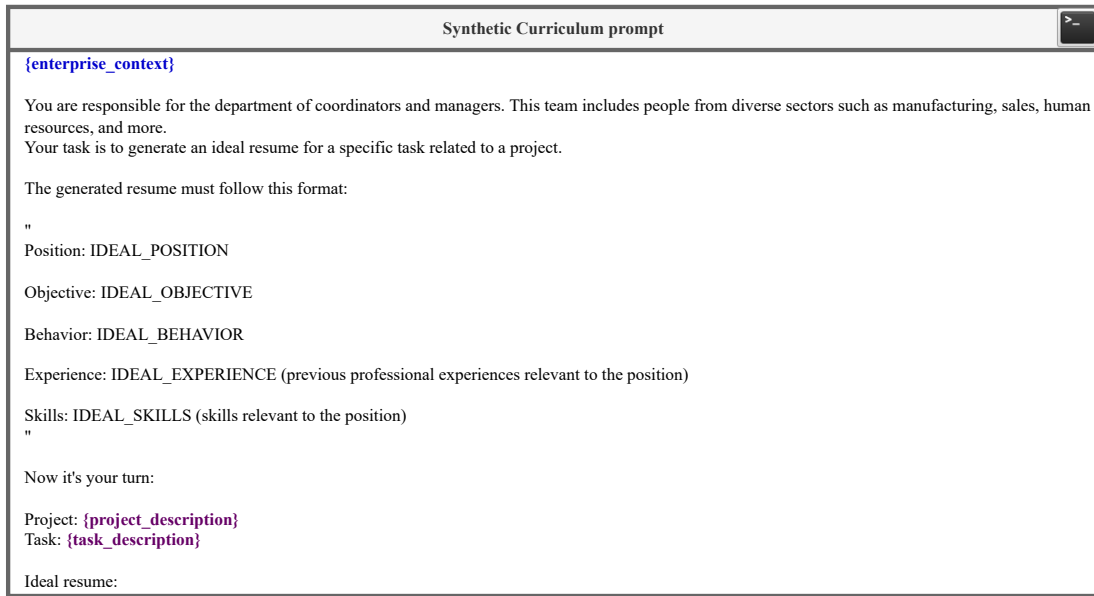 Synthetic Curriculum prompt
>_
{enterprise_context}
You are responsible for the department of coordinators and managers. This team includes people from diverse sectors such as manufacturing, sales, human
resources, and more.
Your task is to generate an ideal resume for a specific task related to a project.
The generated resume must follow this format:
"
Position: IDEAL_POSITION
Objective: IDEAL_OBJECTIVE
Behavior: IDEAL_BEHAVIOR
Experience: IDEAL_EXPERIENCE (previous professional experiences relevant to the position)
Skills: IDEAL_SKILLS (skills relevant to the position)
"
Now it's your turn:
Project: {project_description}
Task: {task_description}
Ideal resume: